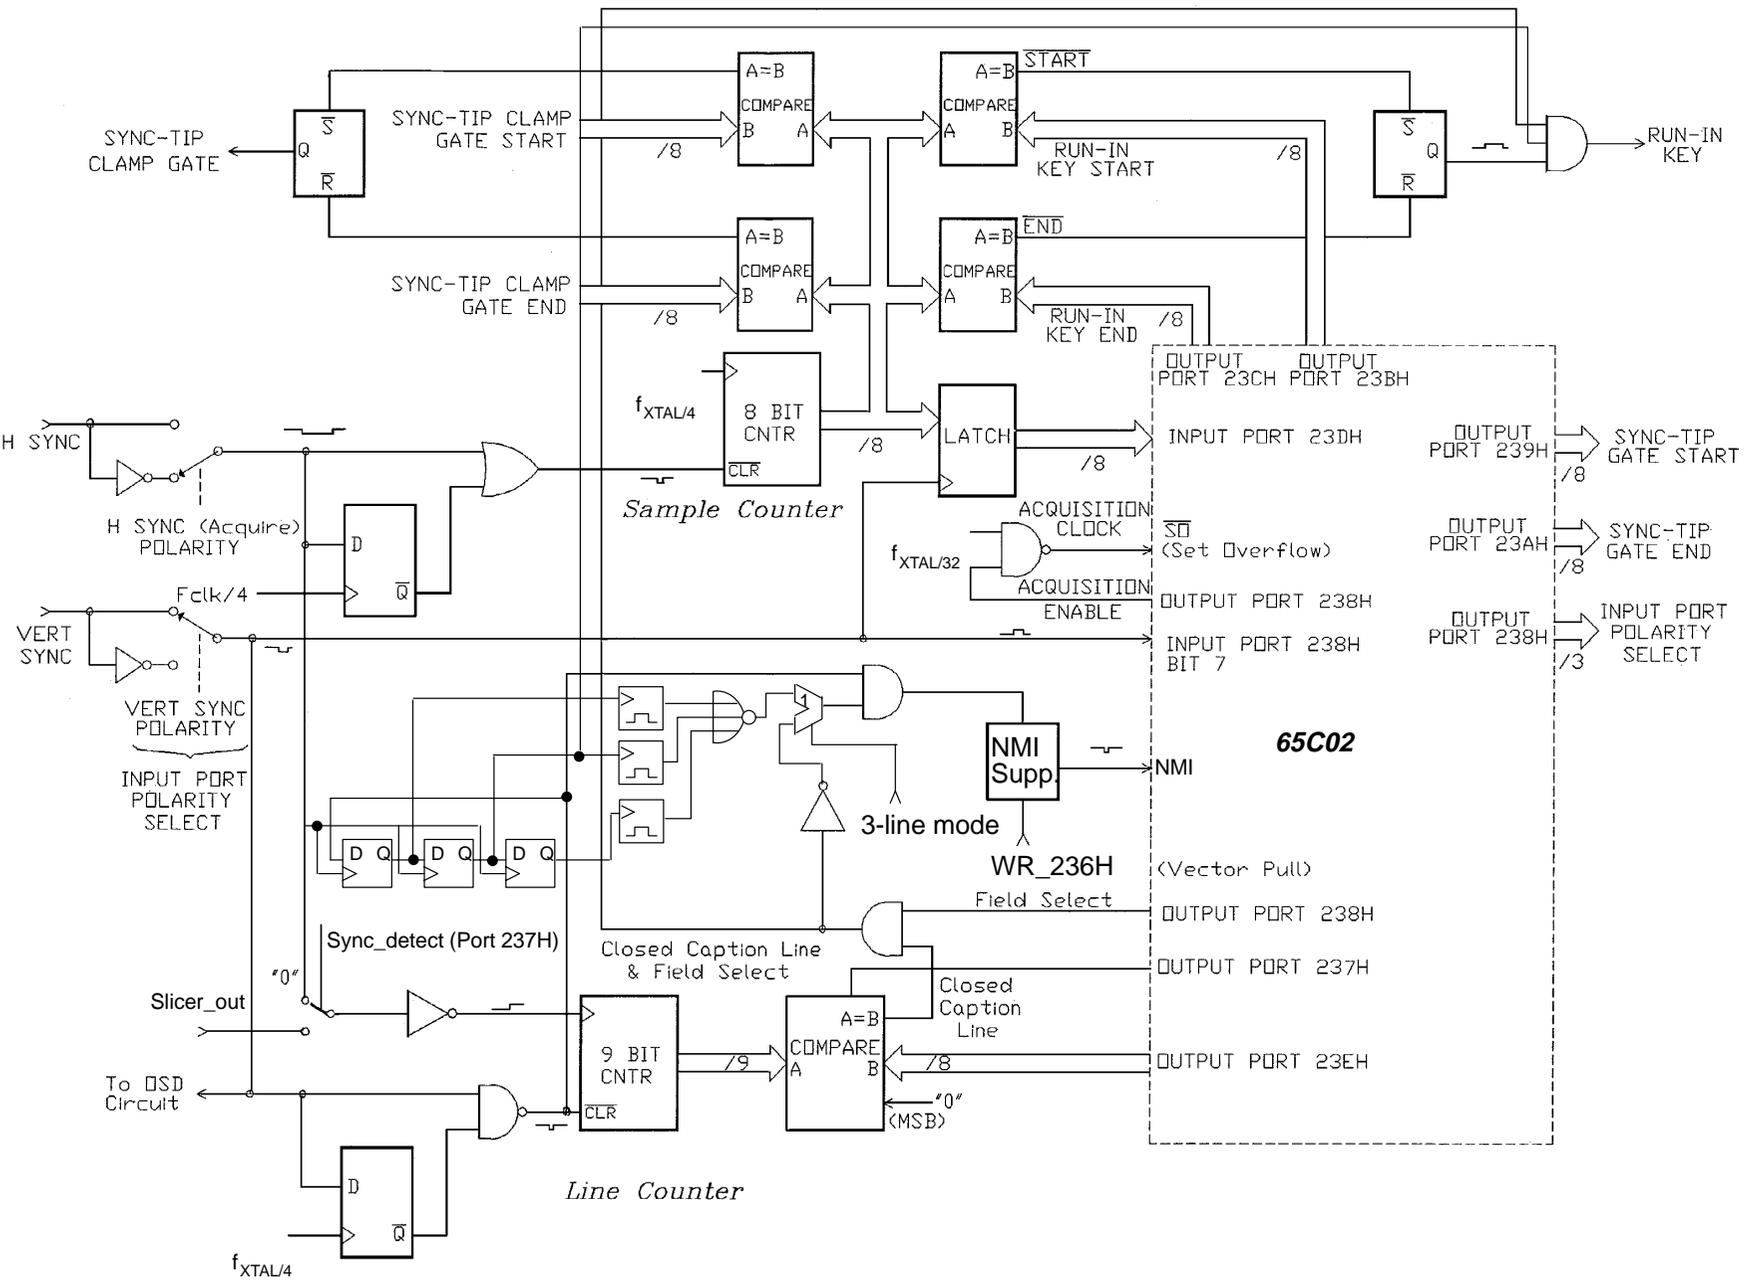 A=B
COMPARE
B
A
START
A=B
COMPARE
A
B
S
Q
R
SYNC-TIP
CLAMP GATE
SYNC-TIP CLAMP
GATE START
/8
RUN-IN
KEY START
/8
S
Q
R
RUN-IN
KEY
A=B
COMPARE
B
A
END
A=B
COMPARE
A
B
SYNC-TIP CLAMP
GATE END
/8
RUN-IN
KEY END
/8
OUTPUT
PORT 23CH
OUTPUT
PORT 23BH
fXTAL/4
8 BIT
CNTR
CLR
/8
Sample Counter
LATCH
/8
INPUT PORT 23DH
OUTPUT
PORT 239H
/8
SYNC-TIP
GATE START
H SYNC
H SYNC (Acquire)
POLARITY
D
Q
Fclk/4
ACQUISITION
CLOCK
fXTAL/32
SO
(Set Overflow)
OUTPUT
PORT 23AH
/8
SYNC-TIP
GATE END
ACQUISITION
ENABLE
OUTPUT PORT 238H
OUTPUT
PORT 238H
/3
INPUT PORT
POLARITY
SELECT
INPUT PORT 238H
BIT 7
VERT
SYNC
VERT SYNC
POLARITY
INPUT PORT
POLARITY
SELECT
1
3-line mode
NMI
Supp.
WR_236H
NMI
65C02
D Q
D Q
D Q
(Vector Pull)
Field Select
OUTPUT PORT 238H
Closed Caption Line
& Field Select
Sync_detect (Port 237H)
"0"
Slicer_out
OUTPUT PORT 237H
Closed
Caption
Line
9 BIT
CNTR
CLR
/9
A=B
COMPARE
A
B
/8
OUTPUT PORT 23EH
"0"
(MSB)
To OSD
Circuit
D
Q
fXTAL/4
Line Counter